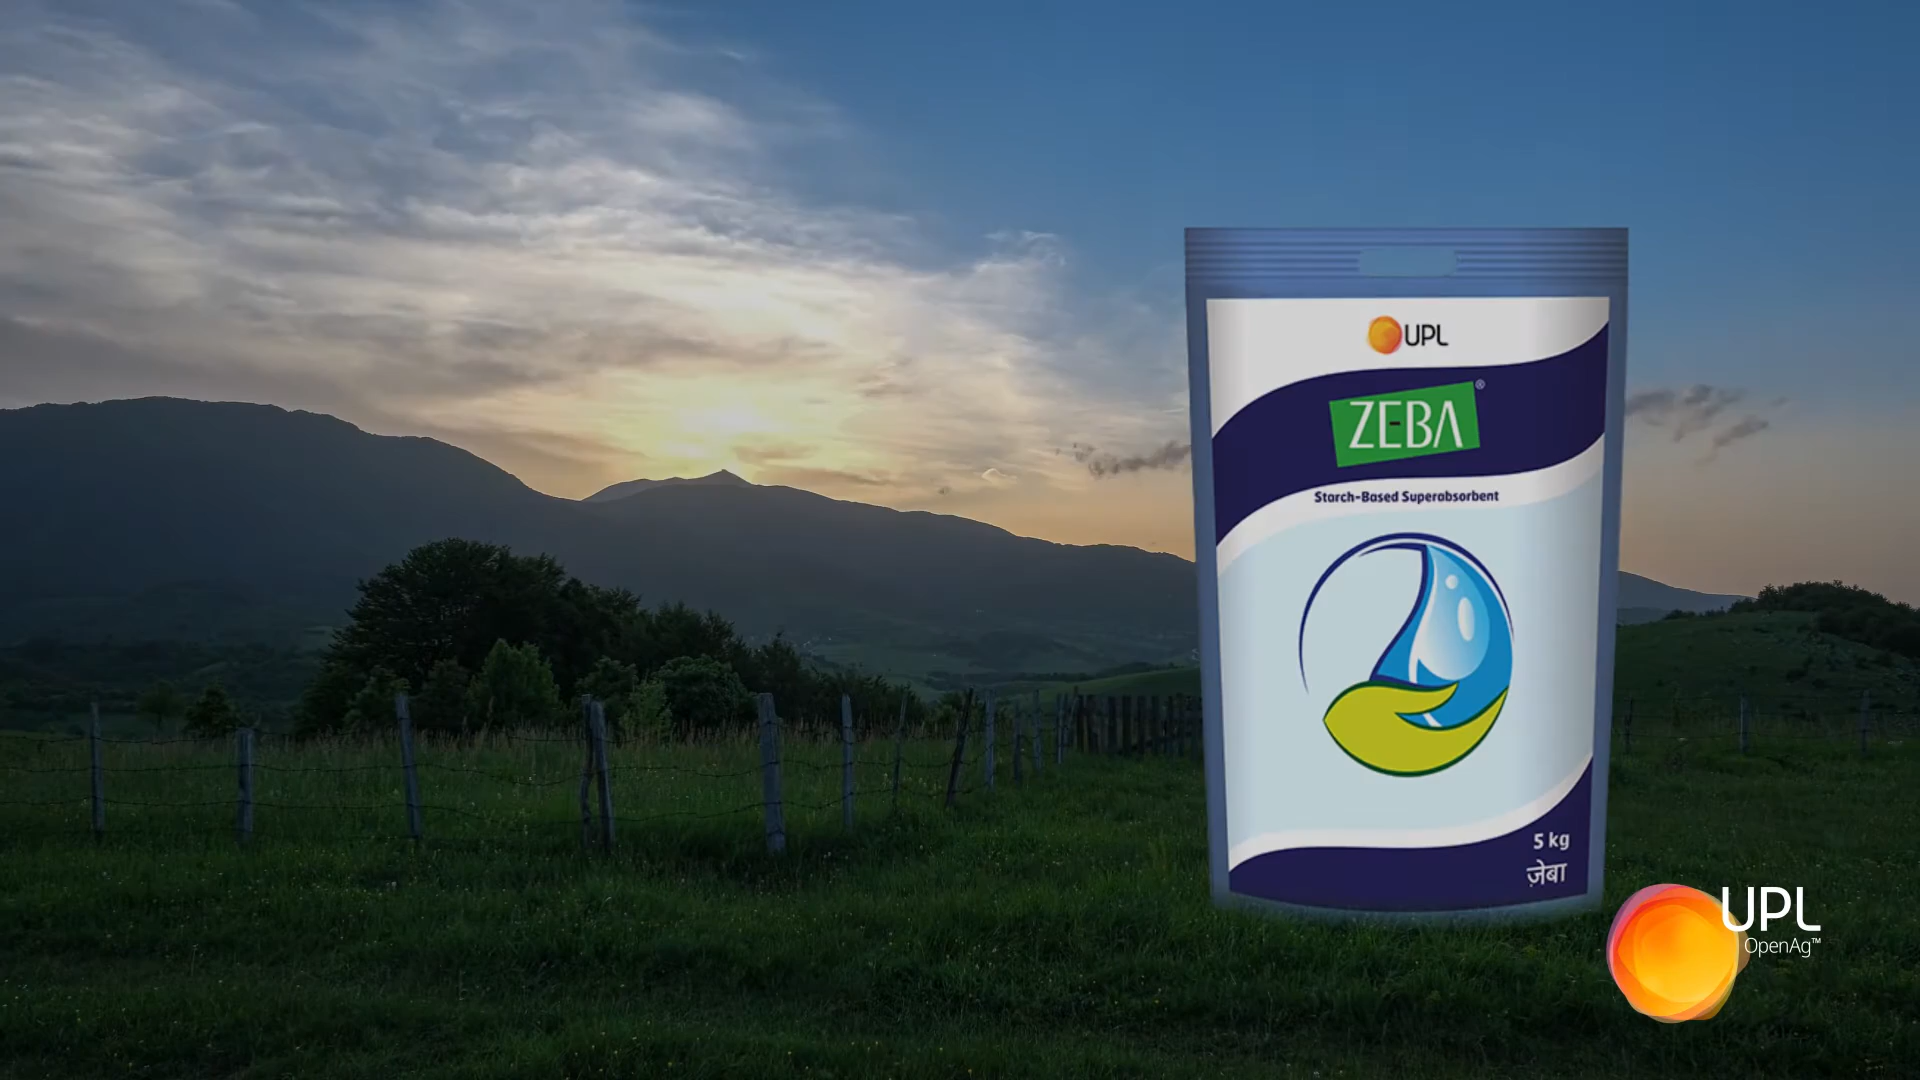 UPL
ZEBA®
Starch-Based Superabsorbent
5 kg
ज़ेबा
UPL
OpenAg™